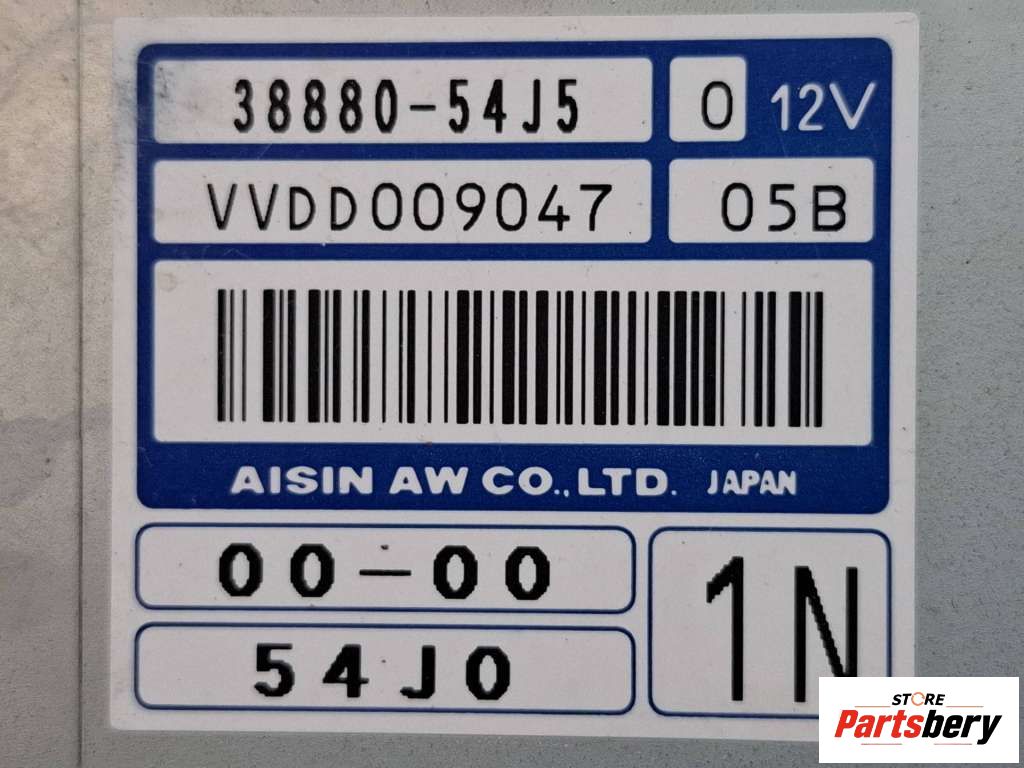 38880-54J5 0 12V
VVDD009047 05B
AISIN AW CO.,LTD. JAPAN
00-00
1N
54J0
STORE
Partsbery